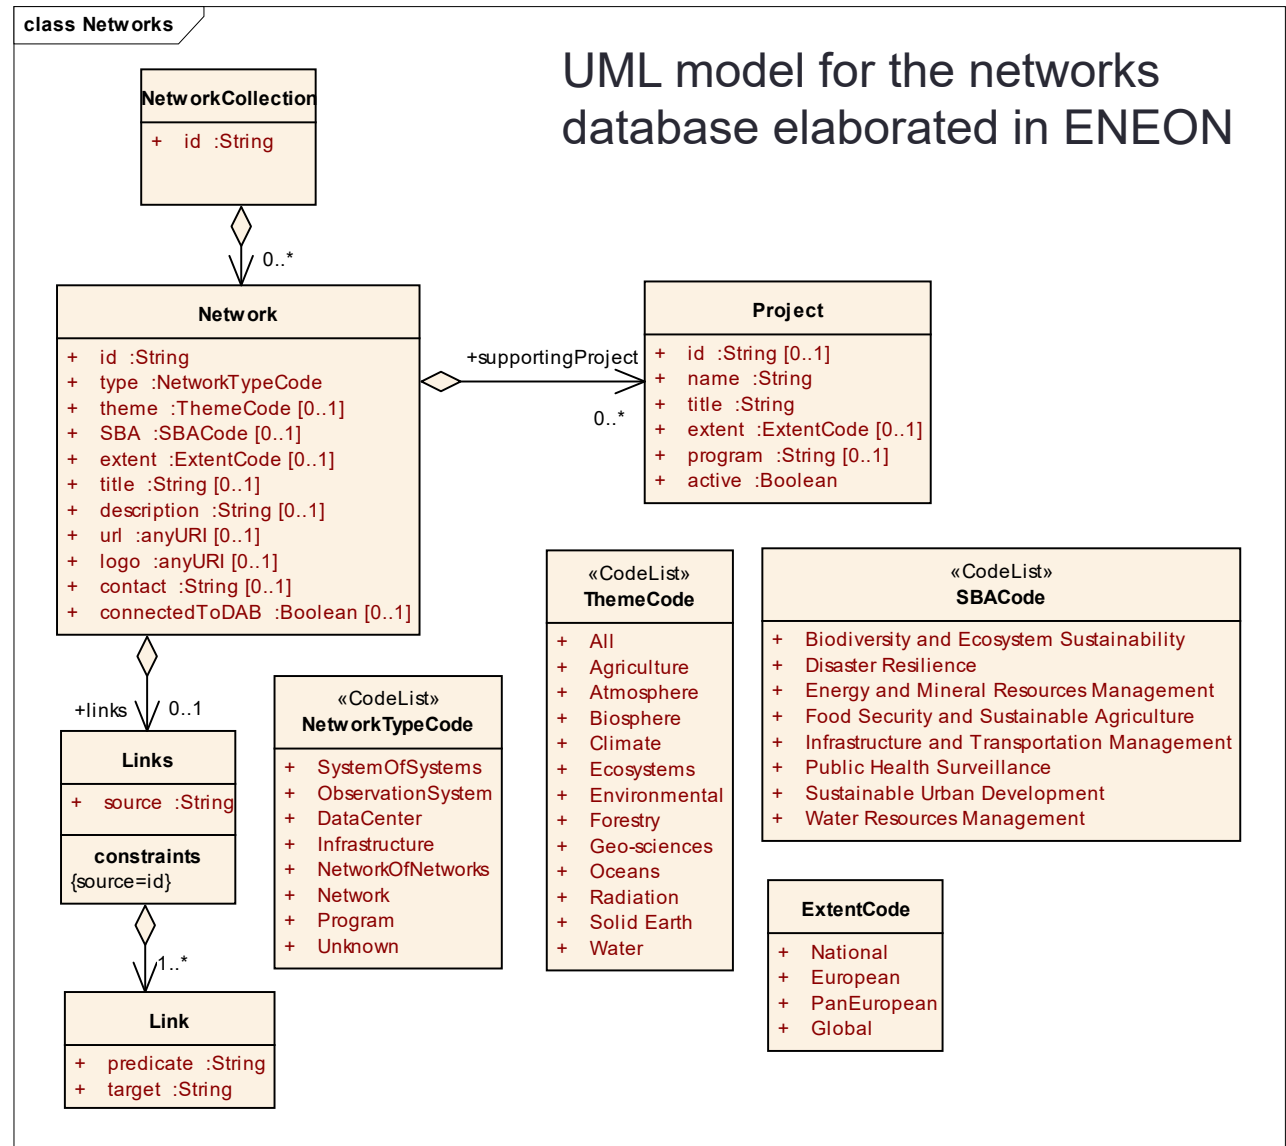 class Networks
UML model for the networks
database elaborated in ENEON
NetworkCollection
+ id :String
0..*
Network
+ id :String
+ type :NetworkTypeCode
+ theme :ThemeCode [0..1]
+ SBA :SBACode [0..1]
+ extent :ExtentCode [0..1]
+ title :String [0..1]
+ description :String [0..1]
+ url :anyURI [0..1]
+ logo :anyURI [0..1]
+ contact :String [0..1]
+ connectedToDAB :Boolean [0..1]
+supportingProject
0..*
Project
+ id :String [0..1]
+ name :String
+ title :String
+ extent :ExtentCode [0..1]
+ program :String [0..1]
+ active :Boolean
+links
0..1
Links
+ source :String
constraints
{source=id}
1..*
Link
+ predicate :String
+ target :String
«CodeList»
NetworkTypeCode
+ SystemOfSystems
+ ObservationSystem
+ DataCenter
+ Infrastructure
+ NetworkOfNetworks
+ Network
+ Program
+ Unknown
«CodeList»
ThemeCode
+ All
+ Agriculture
+ Atmosphere
+ Biosphere
+ Climate
+ Ecosystems
+ Environmental
+ Forestry
+ Geo-sciences
+ Oceans
+ Radiation
+ Solid Earth
+ Water
«CodeList»
SBACode
+ Biodiversity and Ecosystem Sustainability
+ Disaster Resilience
+ Energy and Mineral Resources Management
+ Food Security and Sustainable Agriculture
+ Infrastructure and Transportation Management
+ Public Health Surveillance
+ Sustainable Urban Development
+ Water Resources Management
ExtentCode
+ National
+ European
+ PanEuropean
+ Global